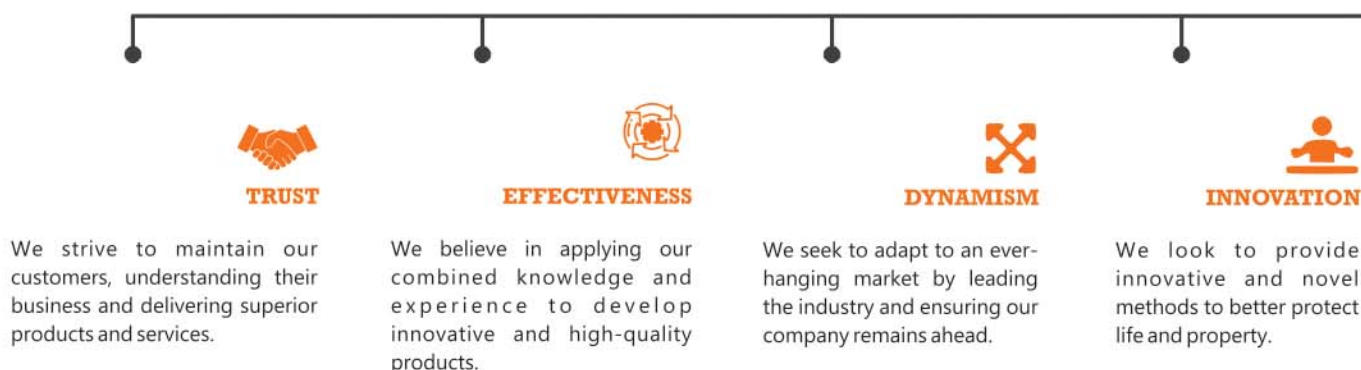 TRUST
We strive to maintain our
customers, understanding their
business and delivering superior
products and services.
EFFECTIVENESS
We believe in applying our
combined knowledge and
experience to develop
innovative and high-quality
products.
DYNAMISM
We seek to adapt to an ever-
hanging market by leading
the industry and ensuring our
company remains ahead.
INNOVATION
We look to provide
innovative and novel
methods to better protect
life and property.